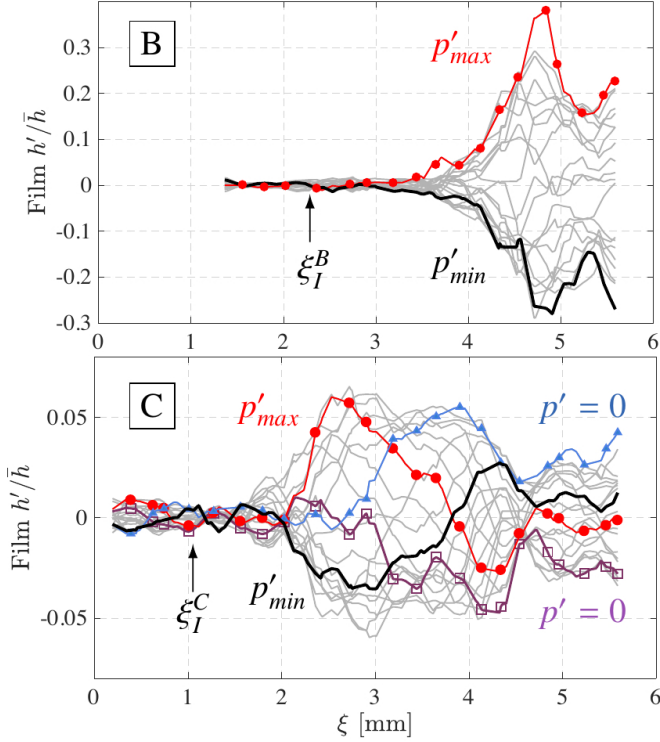 B
p′max
0.3
0.2
0.1
0
-0.1
-0.2
-0.3
Film h′/h̄
ξ_I^B
p′min
0 1 2 3 4 5 6
C
p′max
p′ = 0
0.05
0
-0.05
Film h′/h̄
ξ_I^C
p′min
p′ = 0
0 1 2 3 4 5 6
ξ [mm]